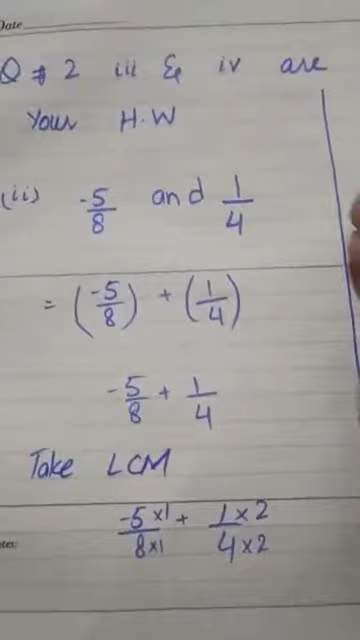 Date
Q # 2 iii & iv are
Your H.W
(ii) -5/8 and 1/4
= (-5/8) + (1/4)
-5/8 + 1/4
Take LCM
-5×1/8×1 + 1×2/4×2